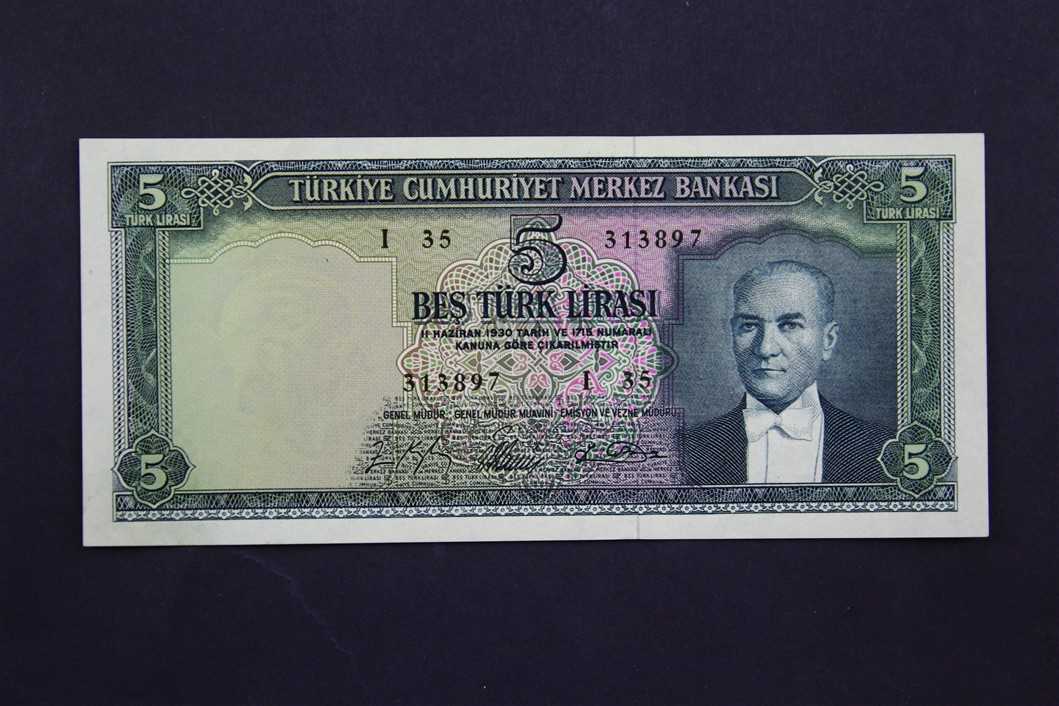 5 TÜRKİYE CUMHURİYET MERKEZ BANKASI 5
TÜRK LİRASI TÜRK LİRASI
I 35 5 313897
BEŞ TÜRK LİRASI
11 HAZİRAN 1930 TARİH VE 1715 NUMARALI
KANUNA GÖRE ÇIKARILMIŞTIR
313897 I 35
GENEL MÜDÜR GENEL MÜDÜR MUAVİNİ EMİSYON VE VEZNE MÜDÜRÜ
5 5